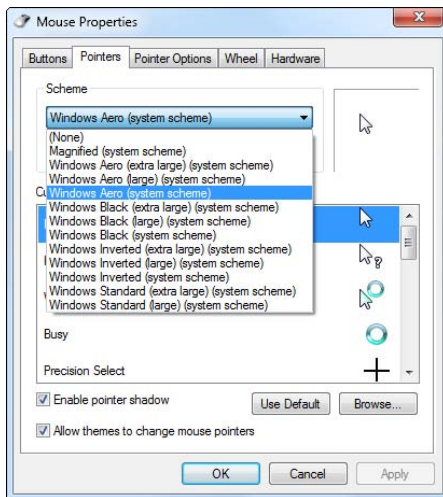 Mouse Properties
Buttons Pointers Pointer Options Wheel Hardware
Scheme
Windows Aero (system scheme)
(None)
Magnified (system scheme)
Windows Aero (extra large) (system scheme)
Windows Aero (large) (system scheme)
Windows Aero (system scheme)
Windows Black (extra large) (system scheme)
Windows Black (large) (system scheme)
Windows Black (system scheme)
Windows Inverted (extra large) (system scheme)
Windows Inverted (large) (system scheme)
Windows Inverted (system scheme)
Windows Standard (extra large) (system scheme)
Windows Standard (large) (system scheme)
Busy
Precision Select
Enable pointer shadow
Use Default Browse...
Allow themes to change mouse pointers
OK Cancel Apply